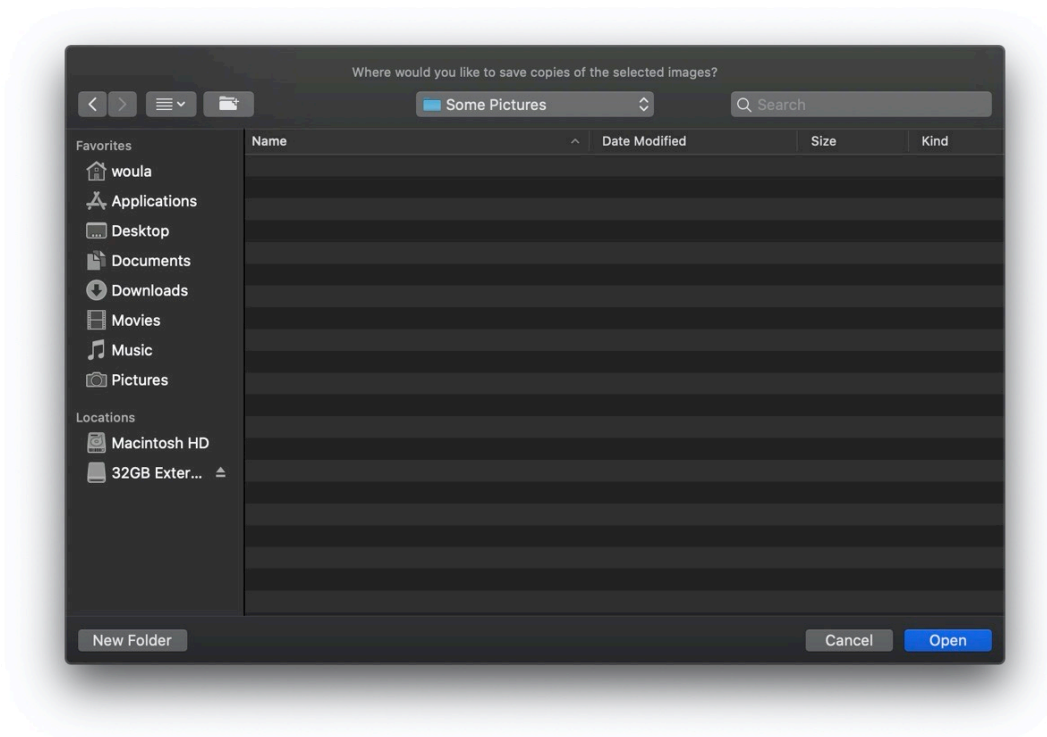 Where would you like to save copies of the selected images?
Some Pictures
Search
Favorites
woula
Applications
Desktop
Documents
Downloads
Movies
Music
Pictures
Locations
Macintosh HD
32GB Exter...
Name Date Modified Size Kind
New Folder Cancel Open